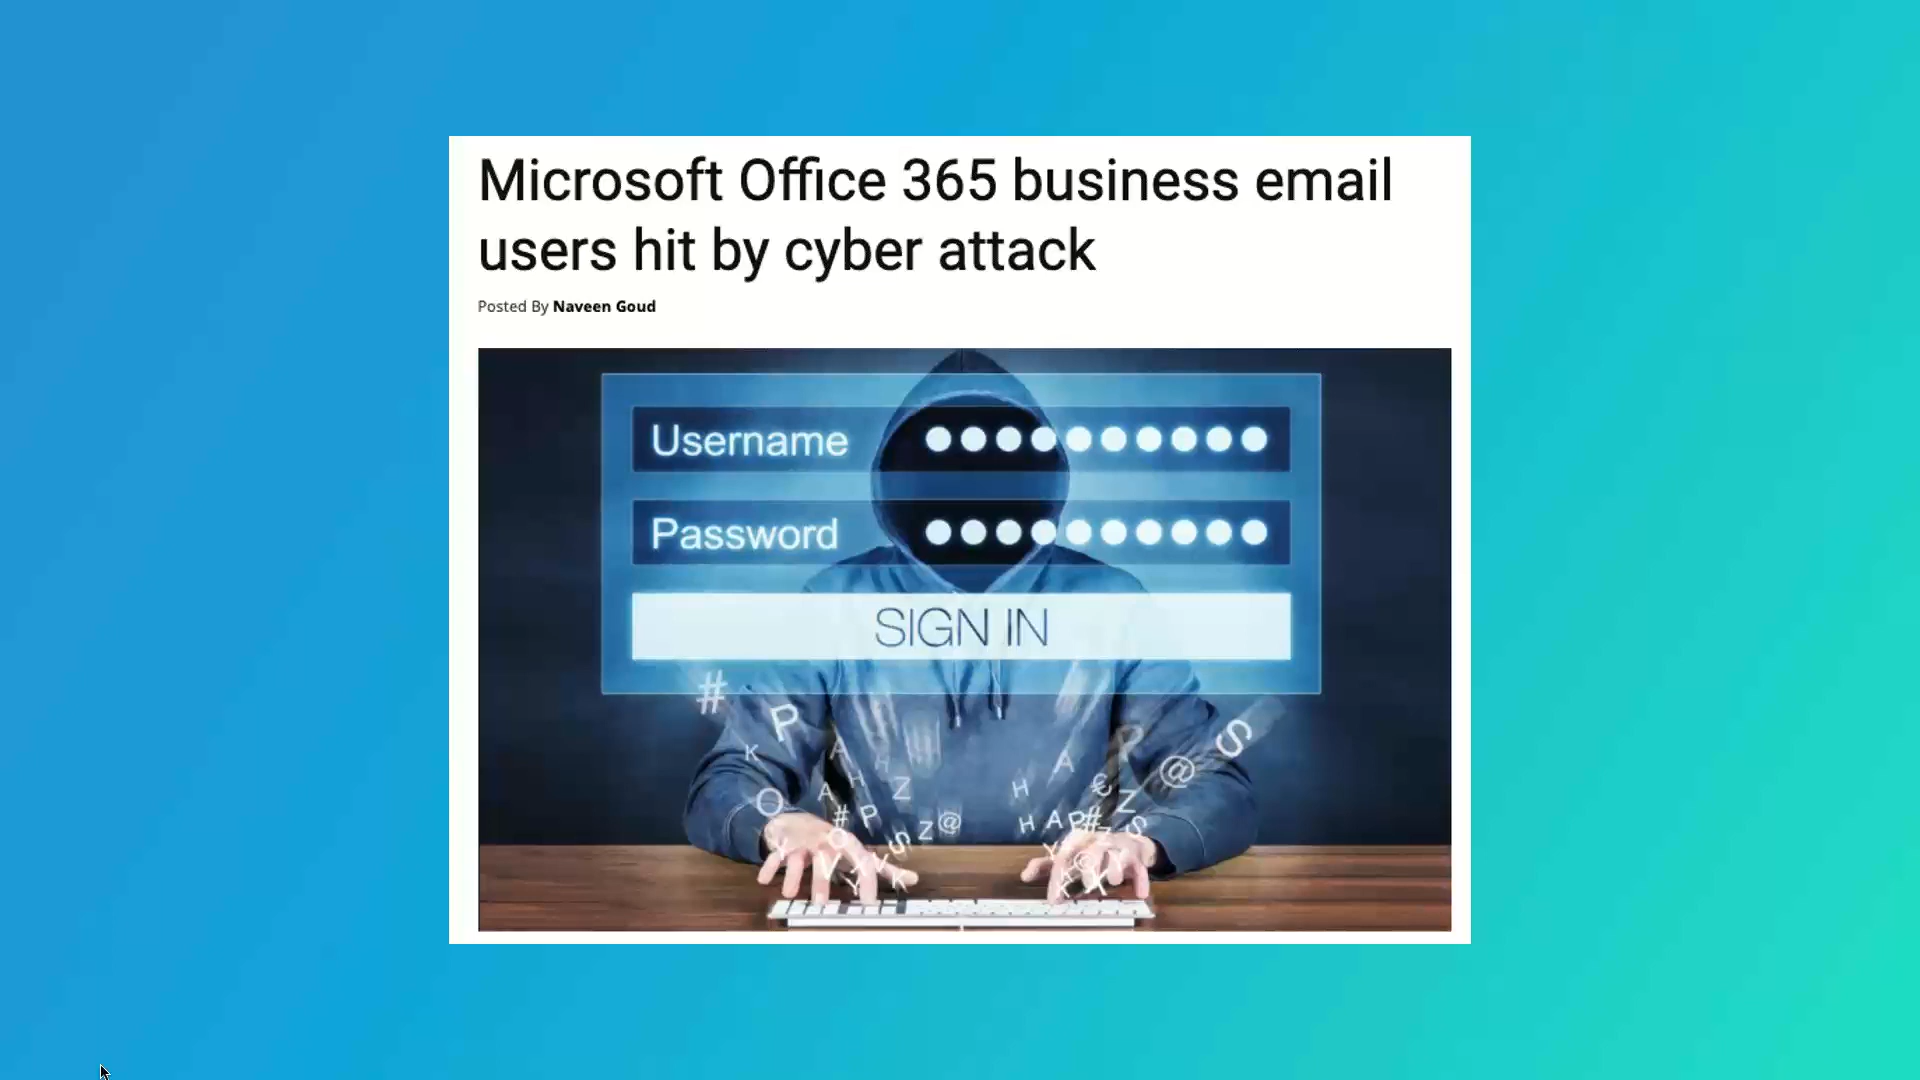 Microsoft Office 365 business email
users hit by cyber attack
Posted By Naveen Goud
Username
Password
SIGN IN
#
P
S
K
A
H
A
P
@
O
A
H
Z
H
€
Z
# P
Z @
H A P #
S
S
V
Y
K